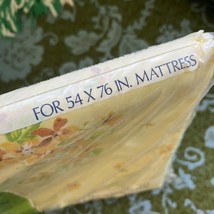 FOR 54 X 76 IN. MATTRESS